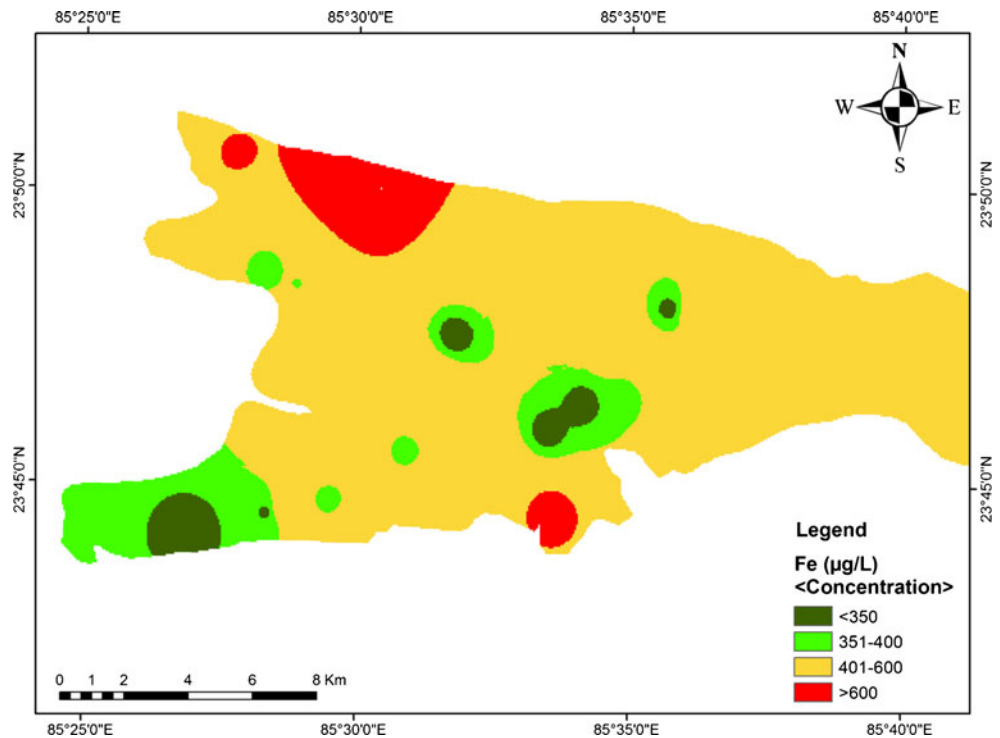 85°25'0"E 85°30'0"E 85°35'0"E 85°40'0"E
N
W E
S
23°50'0"N 23°50'0"N
23°45'0"N 23°45'0"N
Legend
Fe (µg/L)
<Concentration>
<350
351-400
401-600
>600
0 1 2 4 6 8 Km
85°25'0"E 85°30'0"E 85°35'0"E 85°40'0"E